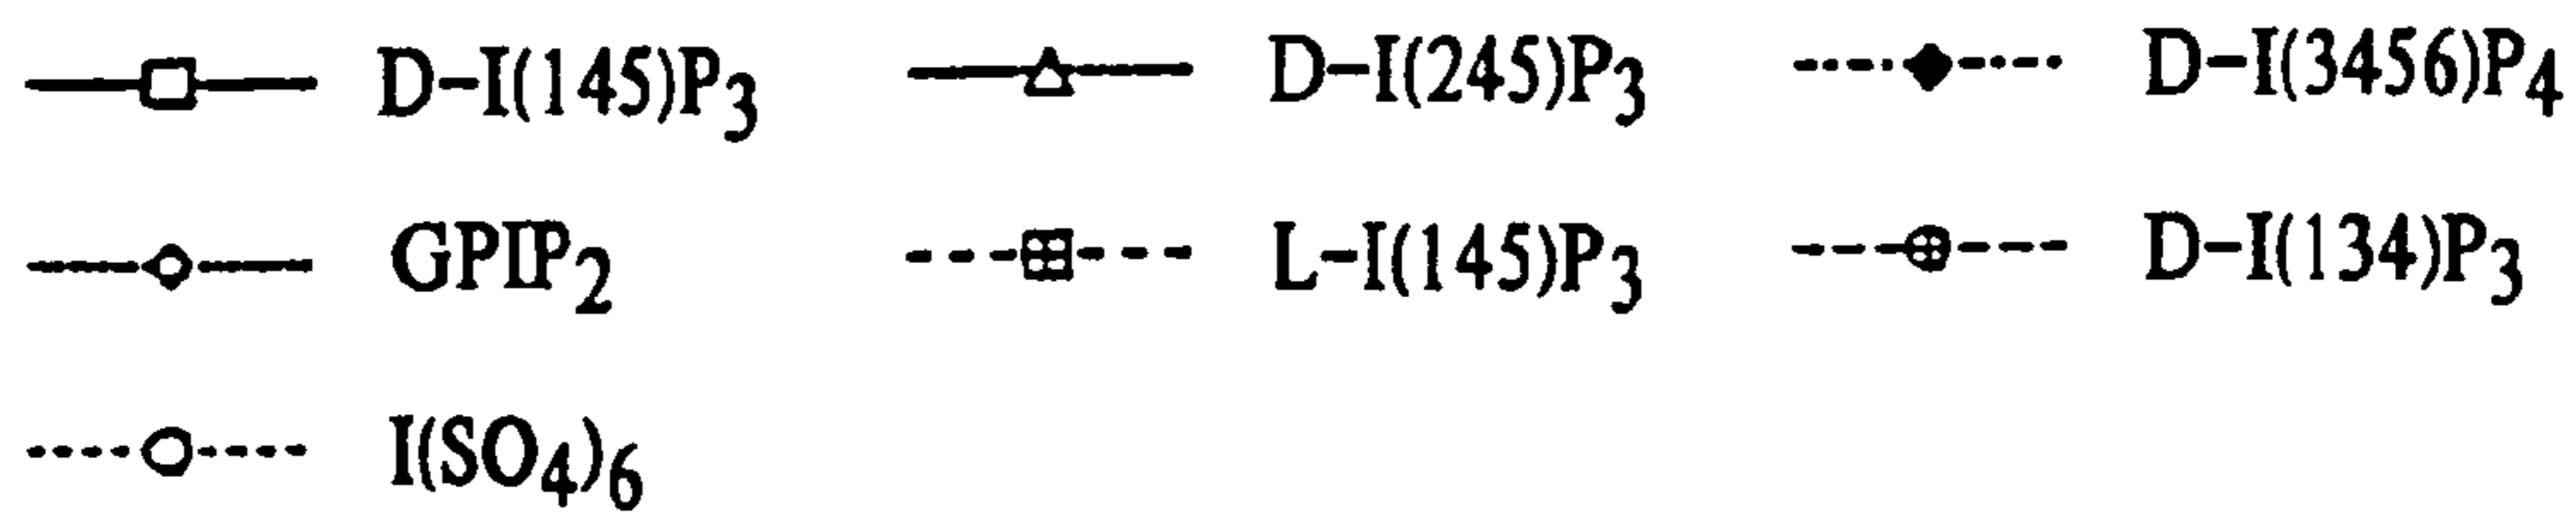 D-I(145)P3 D-I(245)P3 D-I(3456)P4
GPIP2 L-I(145)P3 D-I(134)P3
I(SO4)6